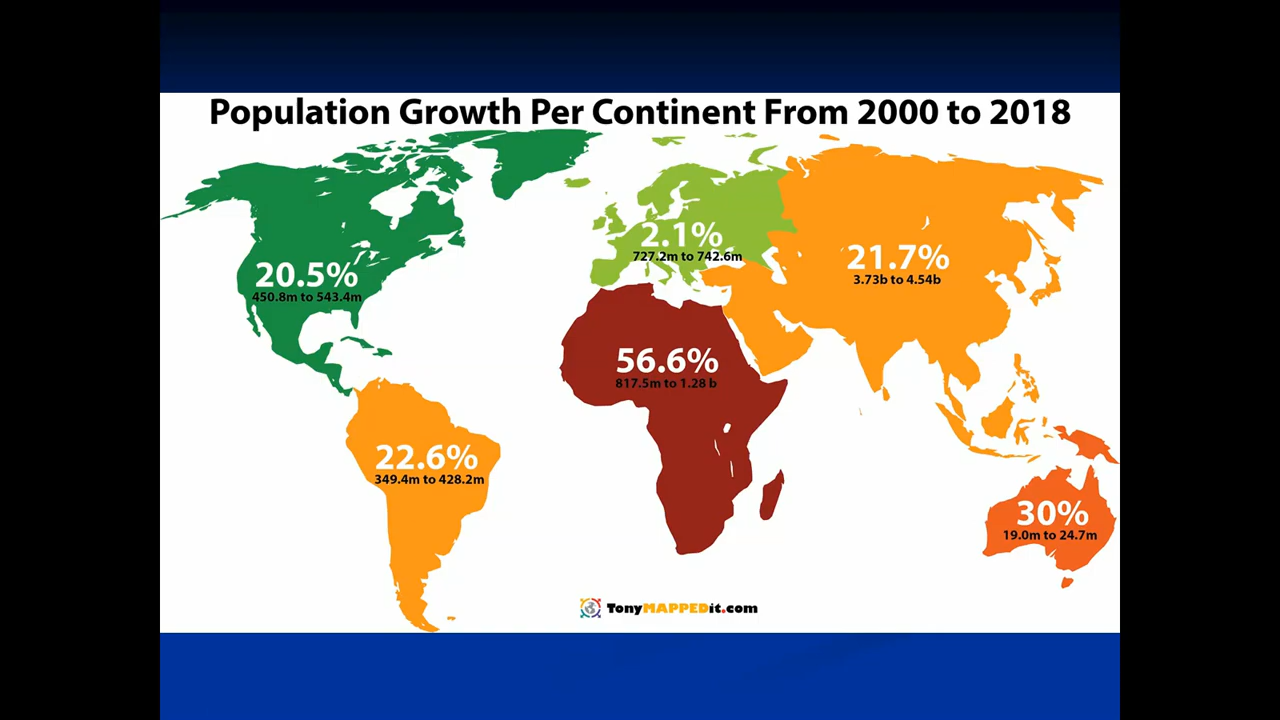 Population Growth Per Continent From 2000 to 2018
2.1%
727.2m to 742.6m
20.5%
450.8m to 543.4m
21.7%
3.73b to 4.54b
56.6%
817.5m to 1.28 b
22.6%
349.4m to 428.2m
30%
19.0m to 24.7m
TonyMAPPEDit.com